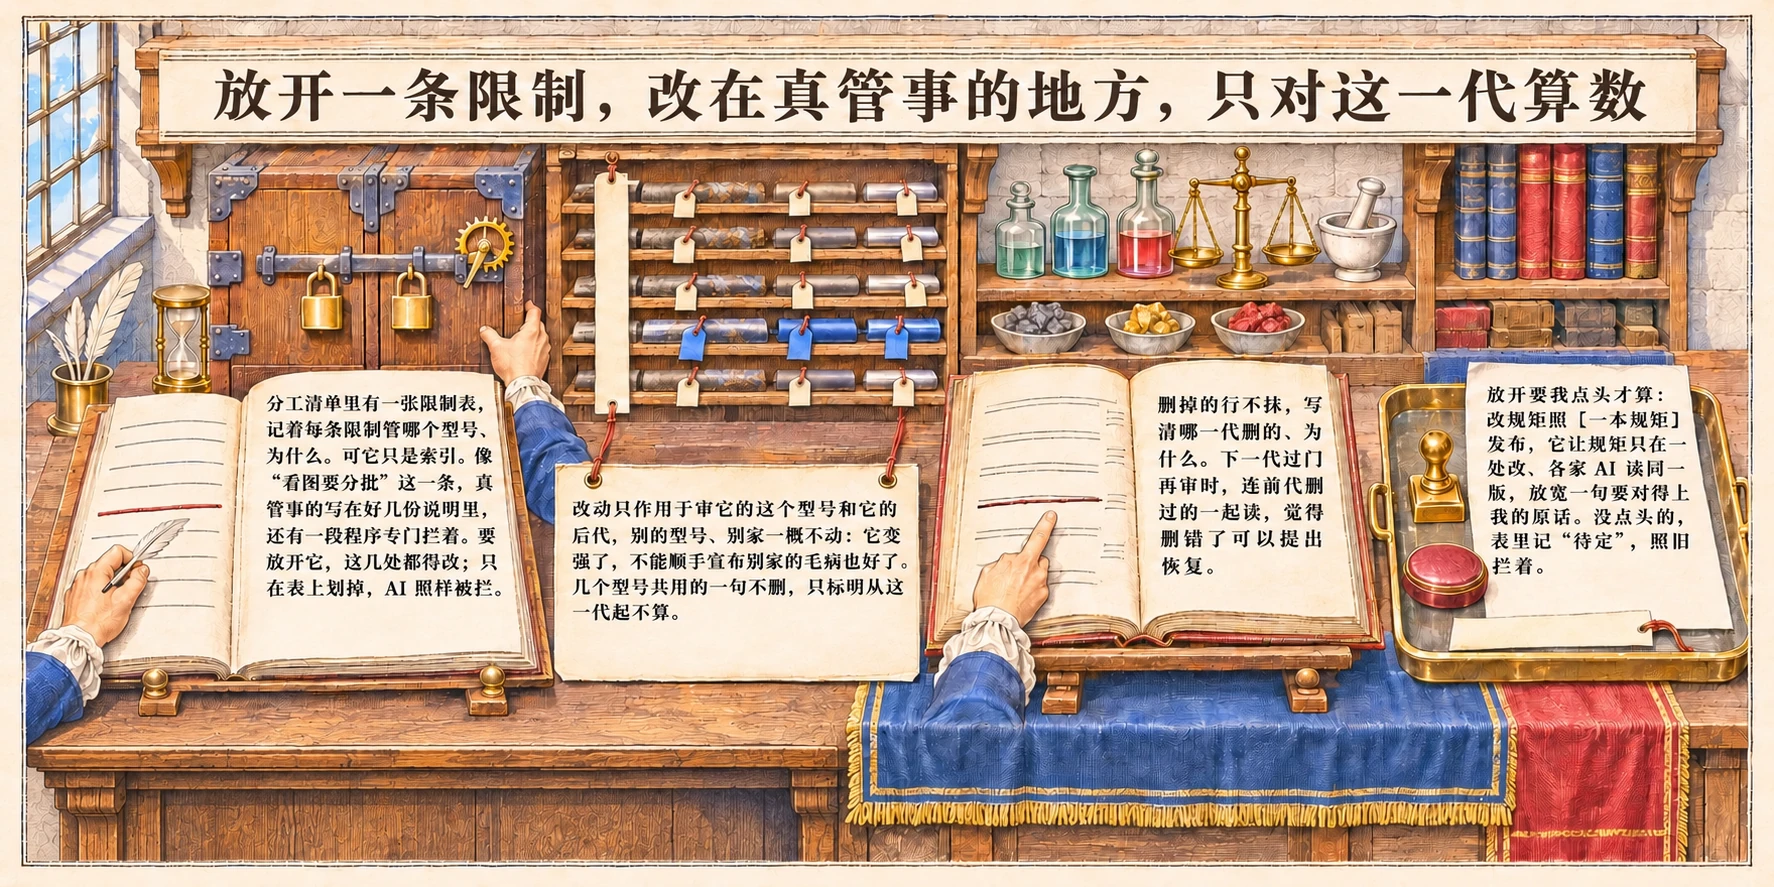 放开一条限制，改在真管事的地方，只对这一代算数
分工清单里有一张限制表，
记着每条限制管哪个型号、
为什么。可它只是索引。像
“看图要分批”这一条，真
管事的写在好几份说明里，
还有一段程序专门拦着。要
放开它，这几处都得改；只
在表上划掉，AI 照样被拦。
改动只作用于审它的这个型号和它的
后代，别的型号、别家一概不动：它变
强了，不能顺手宣布别家的毛病也好了。
几个型号共用的一句不删，只标明从这
一代起不算。
删掉的行不抹，写
清哪一代删的、为
什么。下一代过门
再审时，连前代删
过的一起读，觉得
删错了可以提出
恢复。
放开要我点头才算：
改规矩照［一本规矩］
发布，它让规矩只在一
处改、各家 AI 读同一
版，放宽一句要对得上
我的原话。没点头的，
表里记“待定”，照旧
拦着。